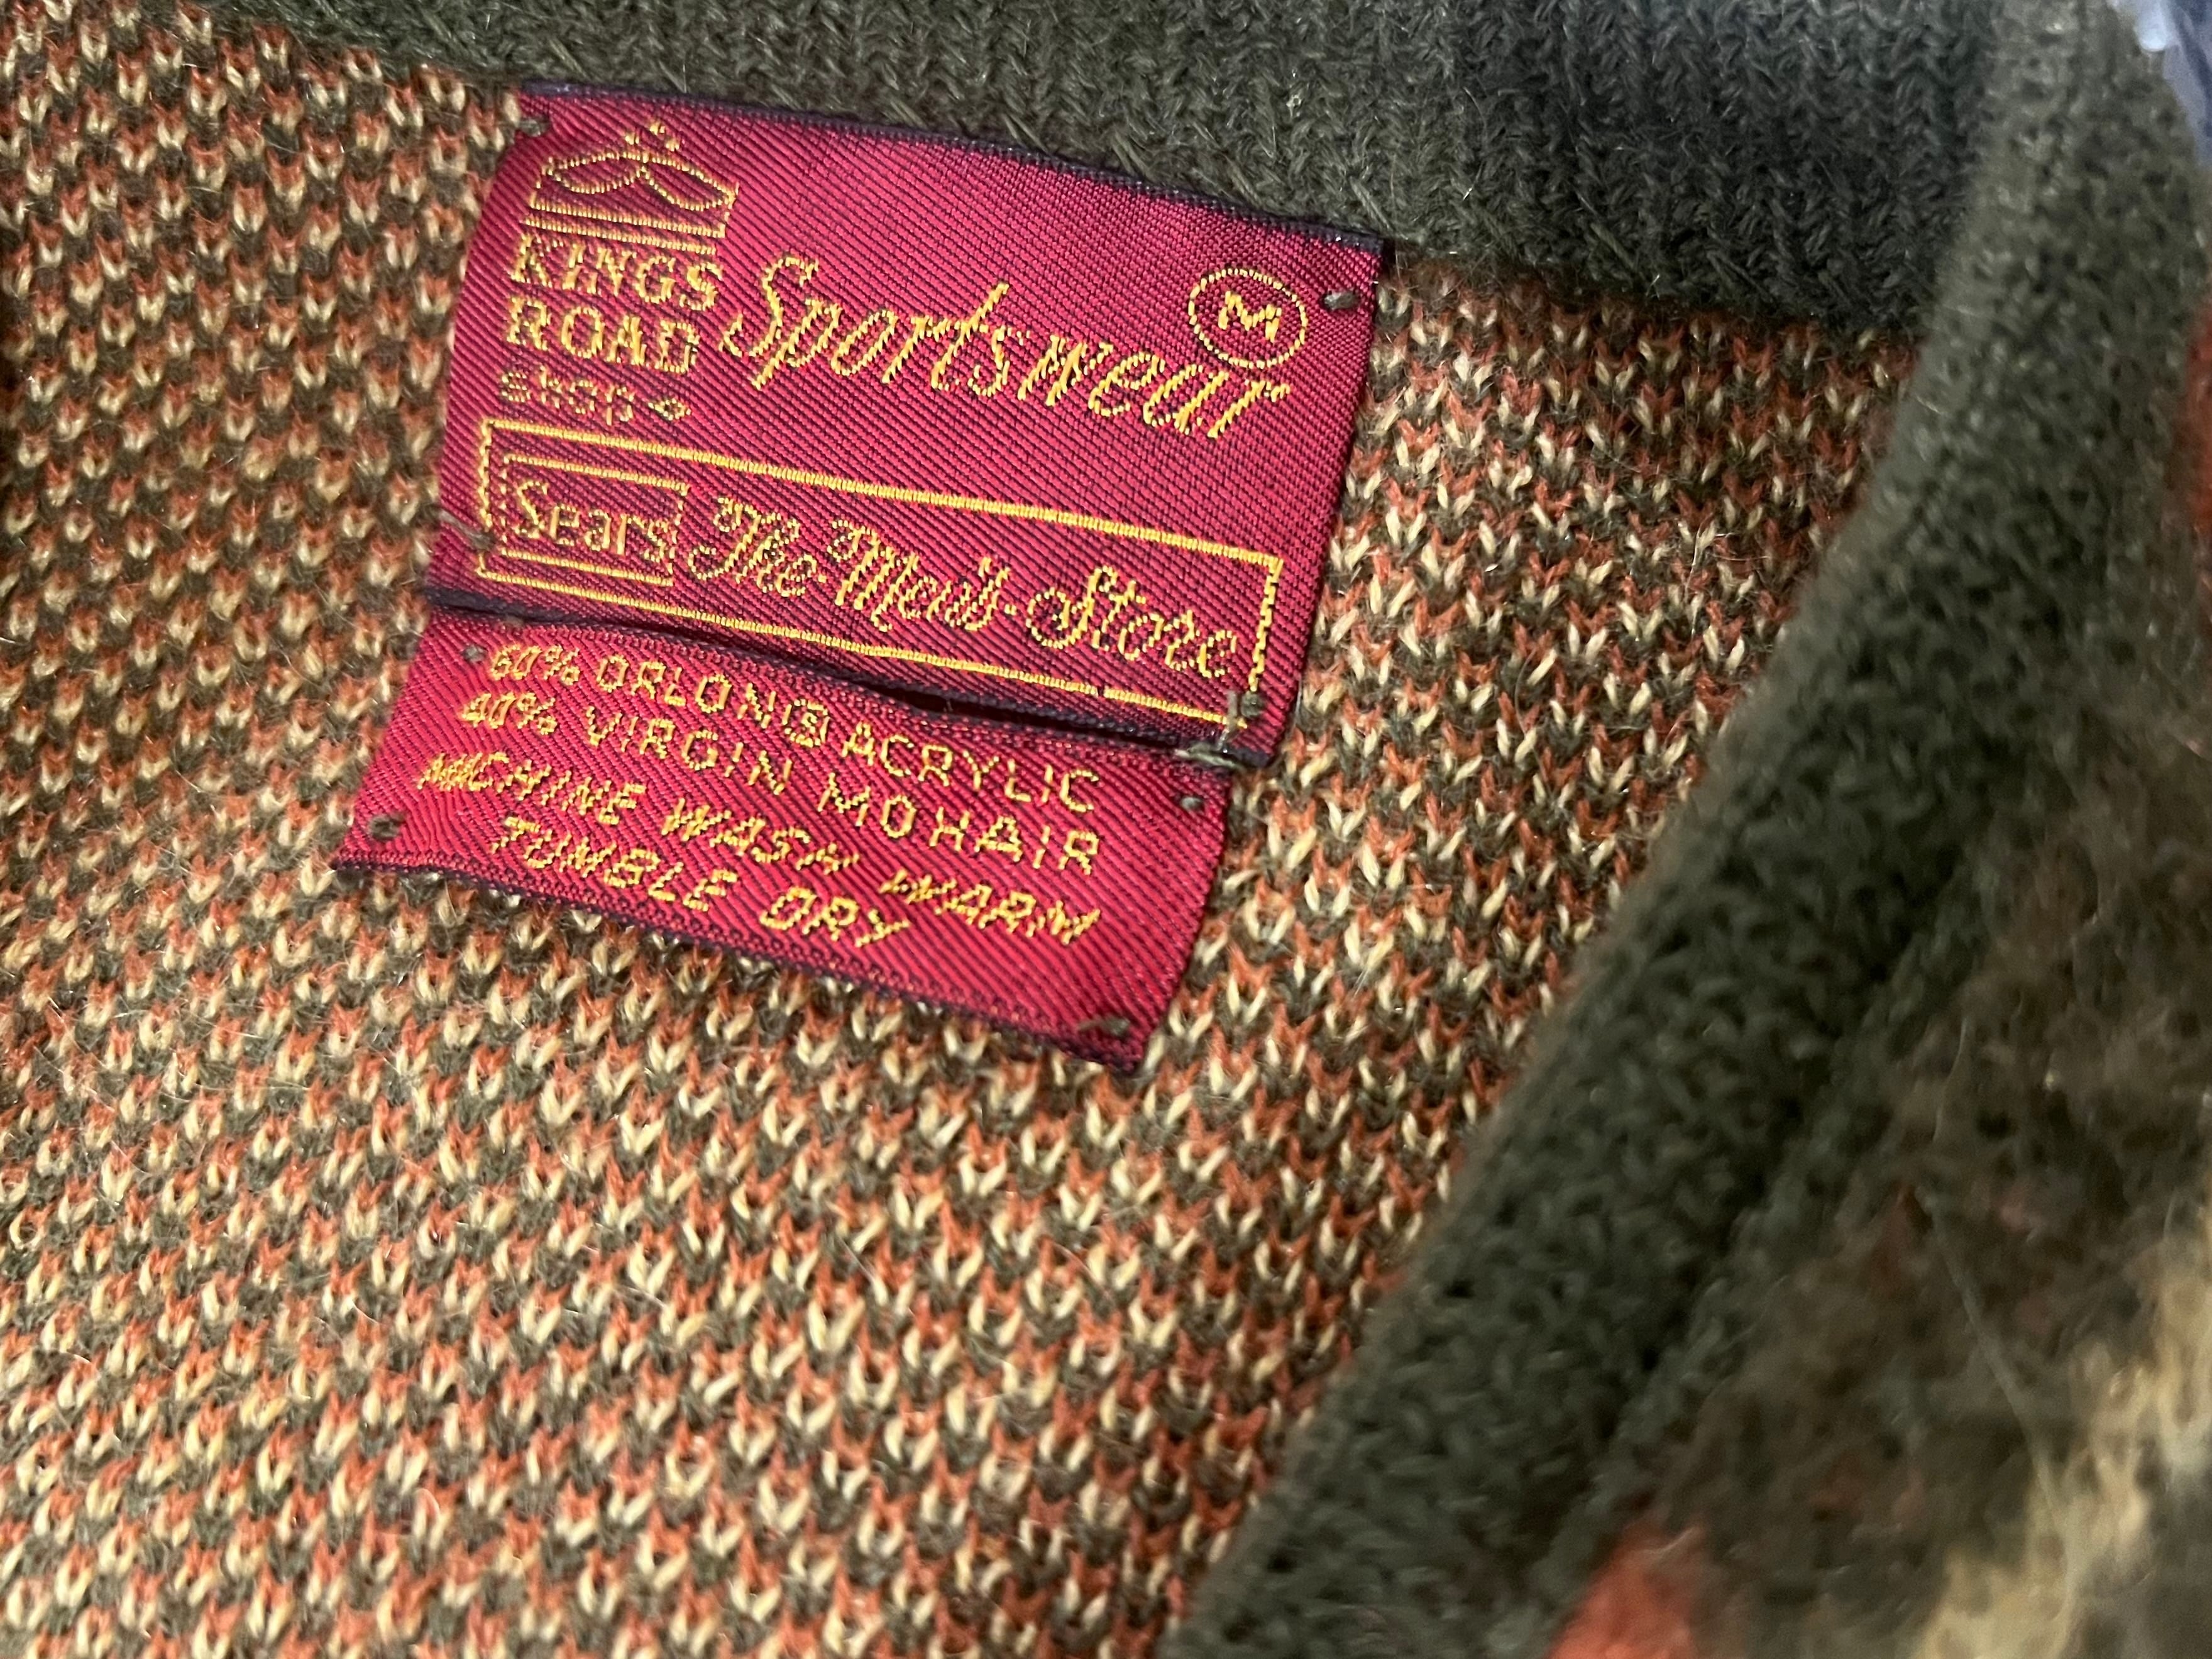 KINGS
ROAD
shop
Sportswear
M
Sears The Men's Store
60% ORLON® ACRYLIC
40% VIRGIN MOHAIR
MACHINE WASH WARM
TUMBLE DRY